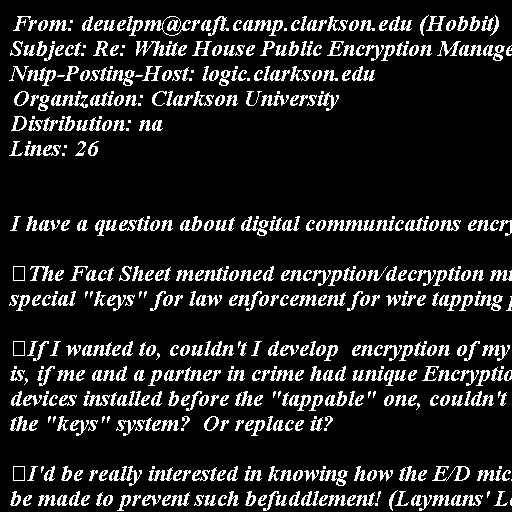 From: deuelpm@craft.camp.clarkson.edu (Hobbit)
Subject: Re: White House Public Encryption Manage
Nntp-Posting-Host: logic.clarkson.edu
Organization: Clarkson University
Distribution: na
Lines: 26
I have a question about digital communications encry
The Fact Sheet mentioned encryption/decryption mi
special "keys" for law enforcement for wire tapping p
If I wanted to, couldn't I develop  encryption of my
is, if me and a partner in crime had unique Encryptio
devices installed before the "tappable" one, couldn't
the "keys" system?  Or replace it?
I'd be really interested in knowing how the E/D mic
be made to prevent such befuddlement! (Laymans' L